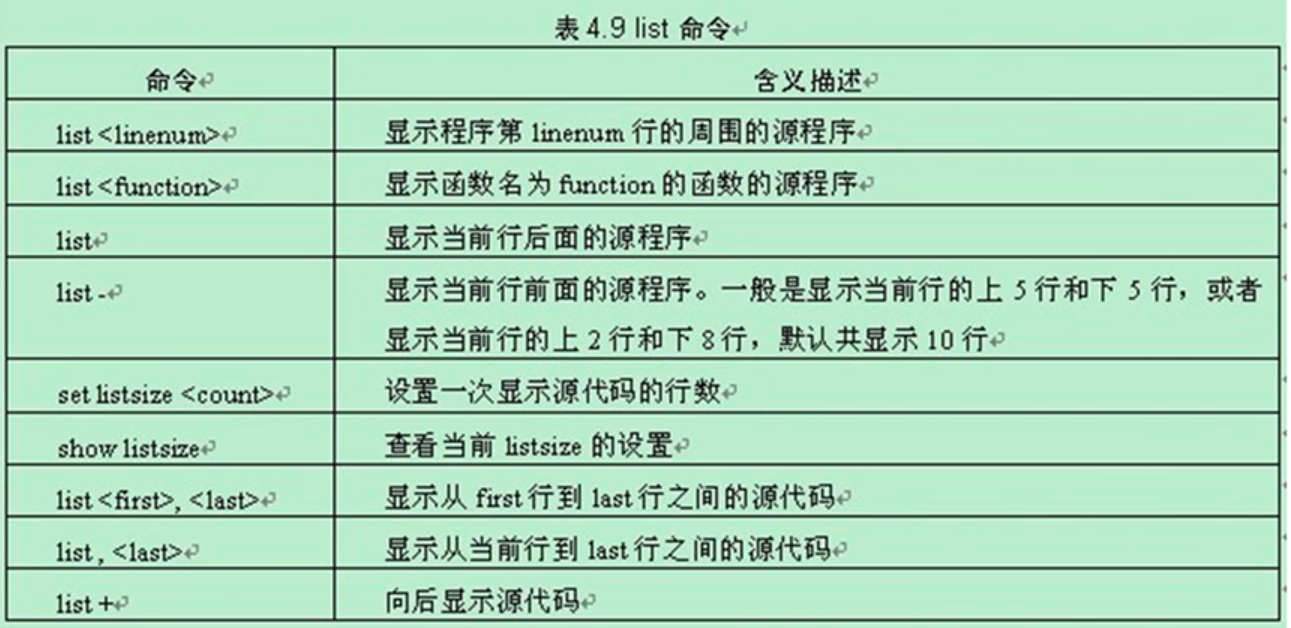 表 4.9 list 命令
命令 含义描述
list <linenum> 显示程序第 linenum 行的周围的源程序
list <function> 显示函数名为 function 的函数的源程序
list 显示当前行后面的源程序
list - 显示当前行前面的源程序。一般是显示当前行的上 5 行和下 5 行，或者
显示当前行的上 2 行和下 8 行，默认共显示 10 行
set listsize <count> 设置一次显示源代码的行数
show listsize 查看当前 listsize 的设置
list <first>, <last> 显示从 first 行到 last 行之间的源代码
list , <last> 显示从当前行到 last 行之间的源代码
list + 向后显示源代码